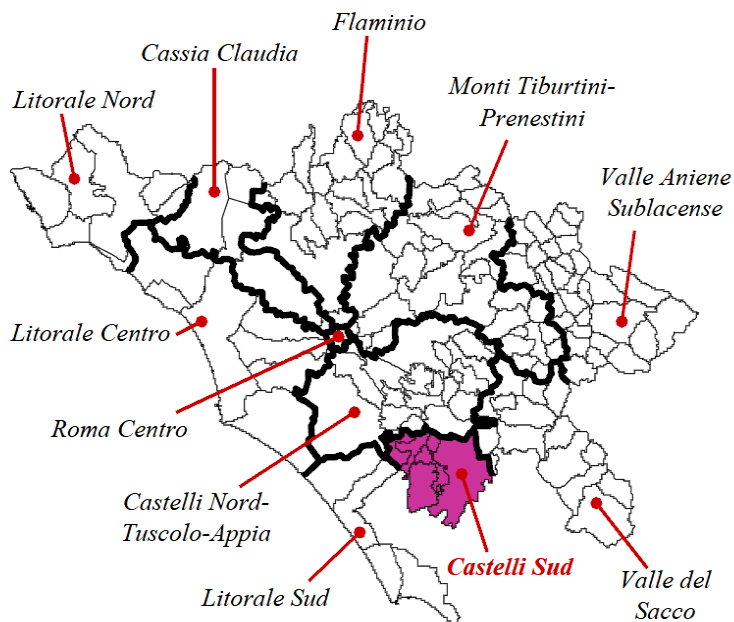 Flaminio
Cassia Claudia
Litorale Nord
Monti Tiburtini-
Prenestini
Valle Aniene
Sublacense
Litorale Centro
Roma Centro
Castelli Nord-
Tuscolo-Appia
Castelli Sud
Litorale Sud
Valle del
Sacco